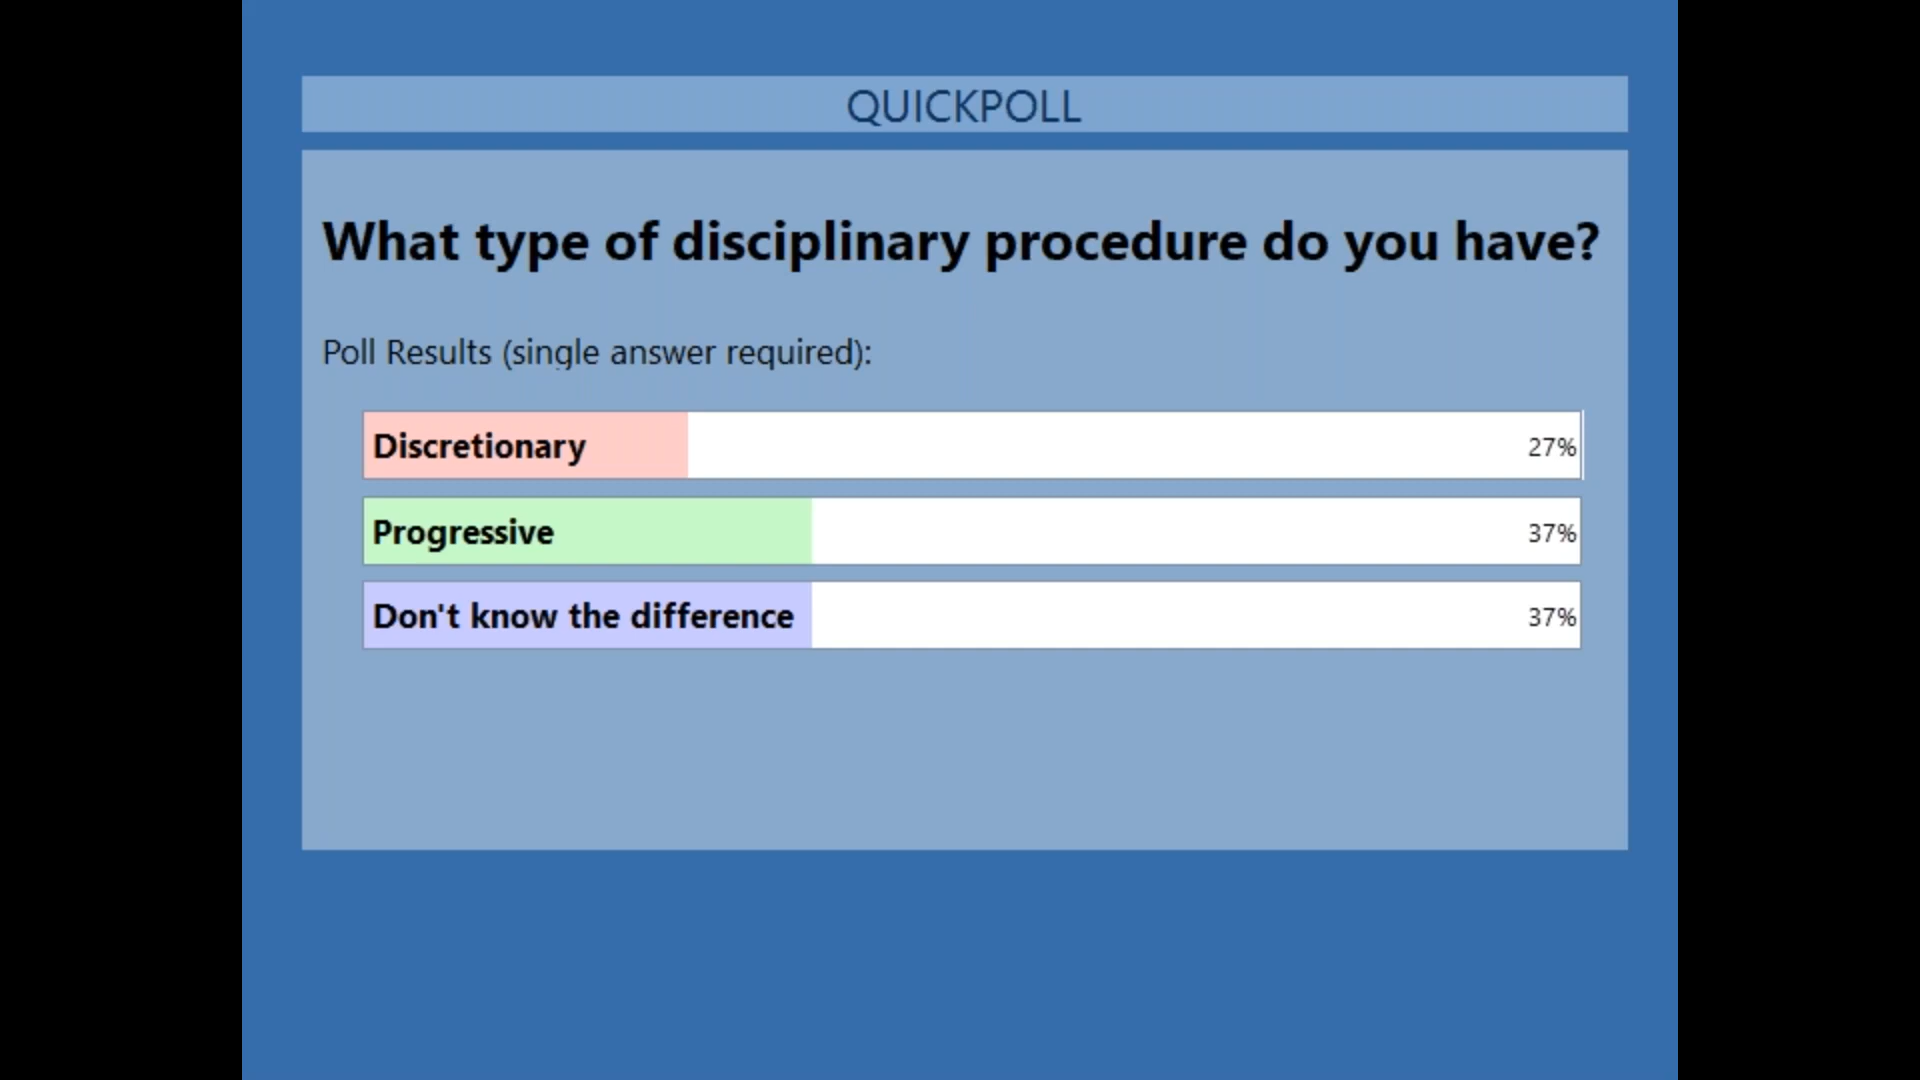 QUICKPOLL
What type of disciplinary procedure do you have?
Poll Results (single answer required):
Discretionary 27%
Progressive 37%
Don't know the difference 37%